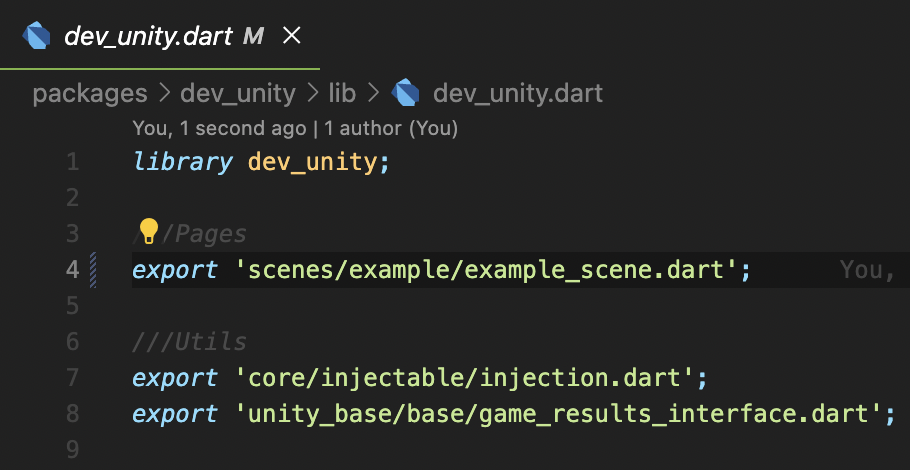 dev_unity.dart M
packages > dev_unity > lib > dev_unity.dart
You, 1 second ago | 1 author (You)
1 library dev_unity;
2
3 /Pages
4 export 'scenes/example/example_scene.dart'; You,
5
6 ///Utils
7 export 'core/injectable/injection.dart';
8 export 'unity_base/base/game_results_interface.dart';
9